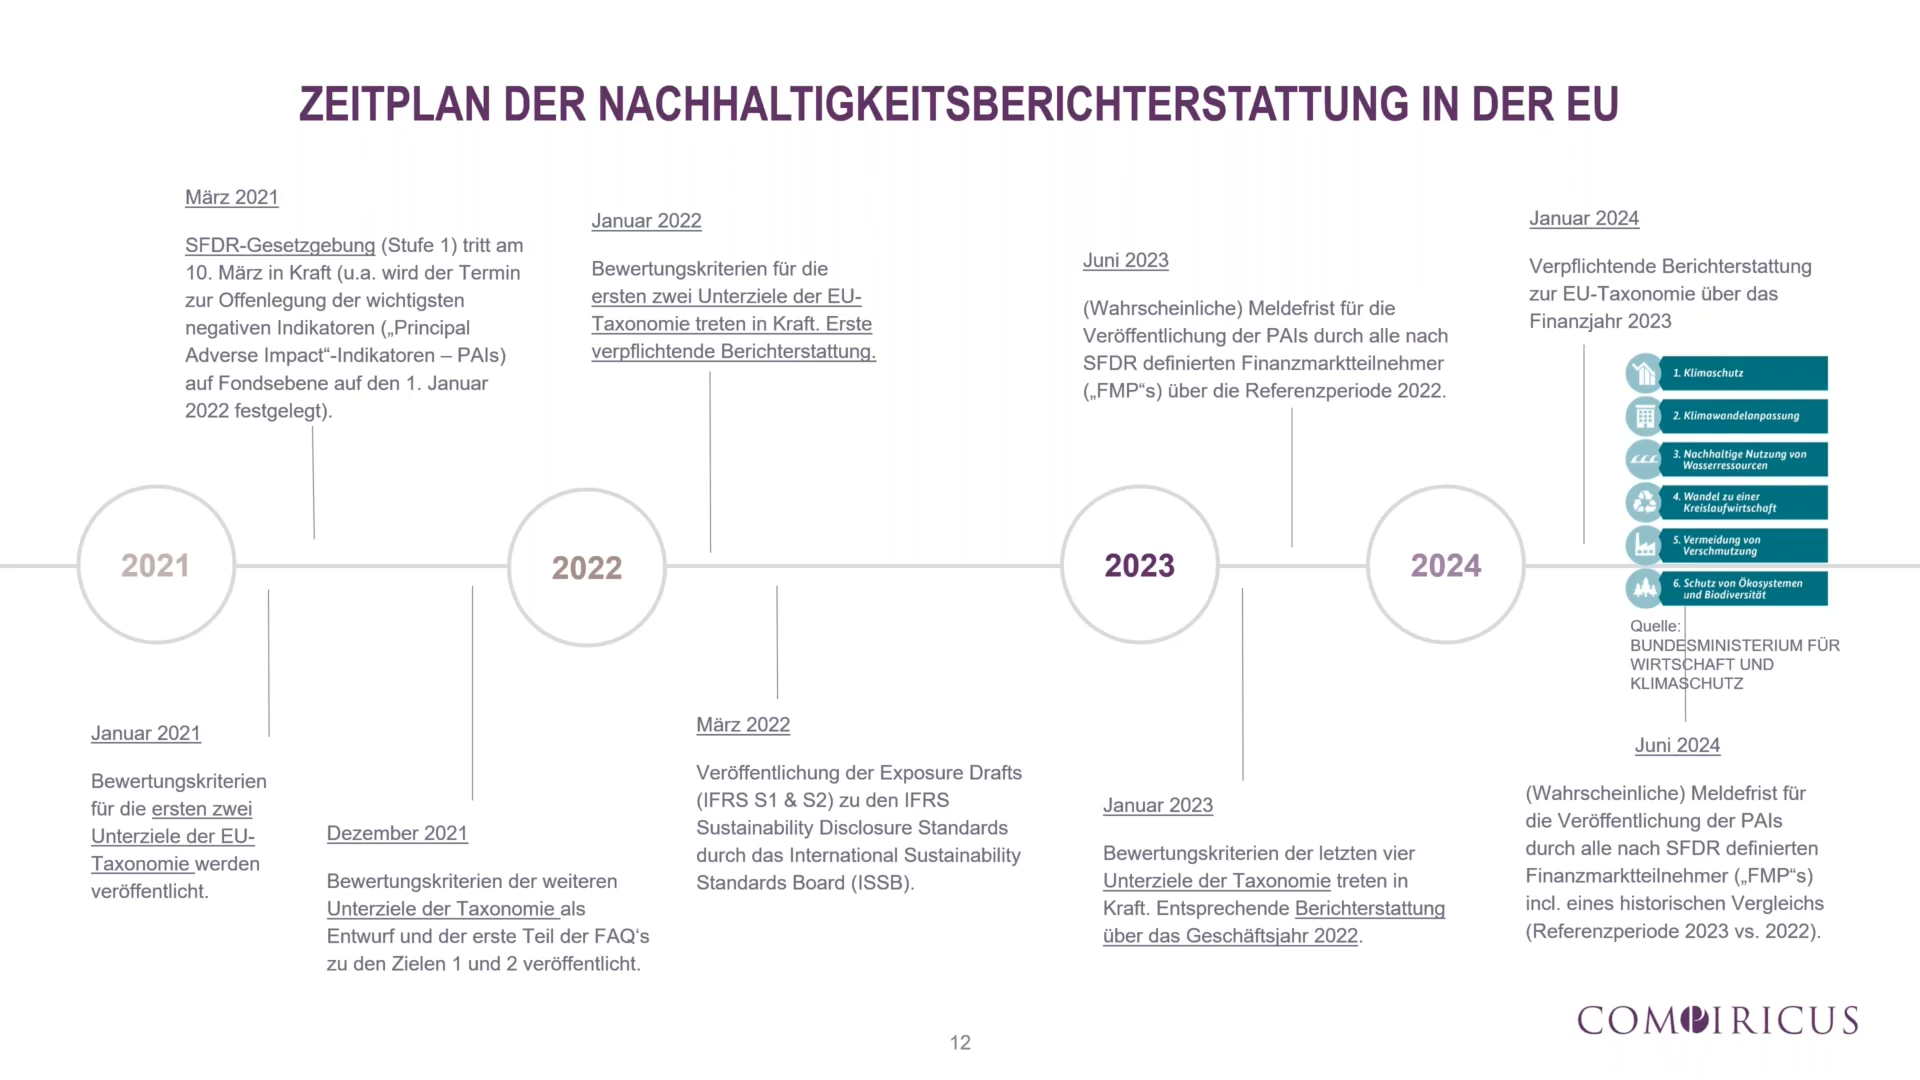 ZEITPLAN DER NACHHALTIGKEITSBERICHTERSTATTUNG IN DER EU
März 2021
SFDR-Gesetzgebung (Stufe 1) tritt am
10. März in Kraft (u.a. wird der Termin
zur Offenlegung der wichtigsten
negativen Indikatoren („Principal
Adverse Impact“-Indikatoren – PAIs)
auf Fondsebene auf den 1. Januar
2022 festgelegt).
Januar 2022
Bewertungskriterien für die
ersten zwei Unterziele der EU-
Taxonomie treten in Kraft. Erste
verpflichtende Berichterstattung.
Juni 2023
(Wahrscheinliche) Meldefrist für die
Veröffentlichung der PAIs durch alle nach
SFDR definierten Finanzmarktteilnehmer
(„FMP“s) über die Referenzperiode 2022.
Januar 2024
Verpflichtende Berichterstattung
zur EU-Taxonomie über das
Finanzjahr 2023
1. Klimaschutz
2. Klimawandelanpassung
3. Nachhaltige Nutzung von
Wasserressourcen
4. Wandel zu einer
Kreislaufwirtschaft
5. Vermeidung von
Verschmutzung
6. Schutz von Ökosystemen
und Biodiversität
Quelle:
BUNDESMINISTERIUM FÜR
WIRTSCHAFT UND
KLIMASCHUTZ
2021
2022
2023
2024
Januar 2021
Bewertungskriterien
für die ersten zwei
Unterziele der EU-
Taxonomie werden
veröffentlicht.
Dezember 2021
Bewertungskriterien der weiteren
Unterziele der Taxonomie als
Entwurf und der erste Teil der FAQ‘s
zu den Zielen 1 und 2 veröffentlicht.
März 2022
Veröffentlichung der Exposure Drafts
(IFRS S1 & S2) zu den IFRS
Sustainability Disclosure Standards
durch das International Sustainability
Standards Board (ISSB).
Januar 2023
Bewertungskriterien der letzten vier
Unterziele der Taxonomie treten in
Kraft. Entsprechende Berichterstattung
über das Geschäftsjahr 2022.
Juni 2024
(Wahrscheinliche) Meldefrist für
die Veröffentlichung der PAIs
durch alle nach SFDR definierten
Finanzmarktteilnehmer („FMP“s)
incl. eines historischen Vergleichs
(Referenzperiode 2023 vs. 2022).
12
COMPIRICUS